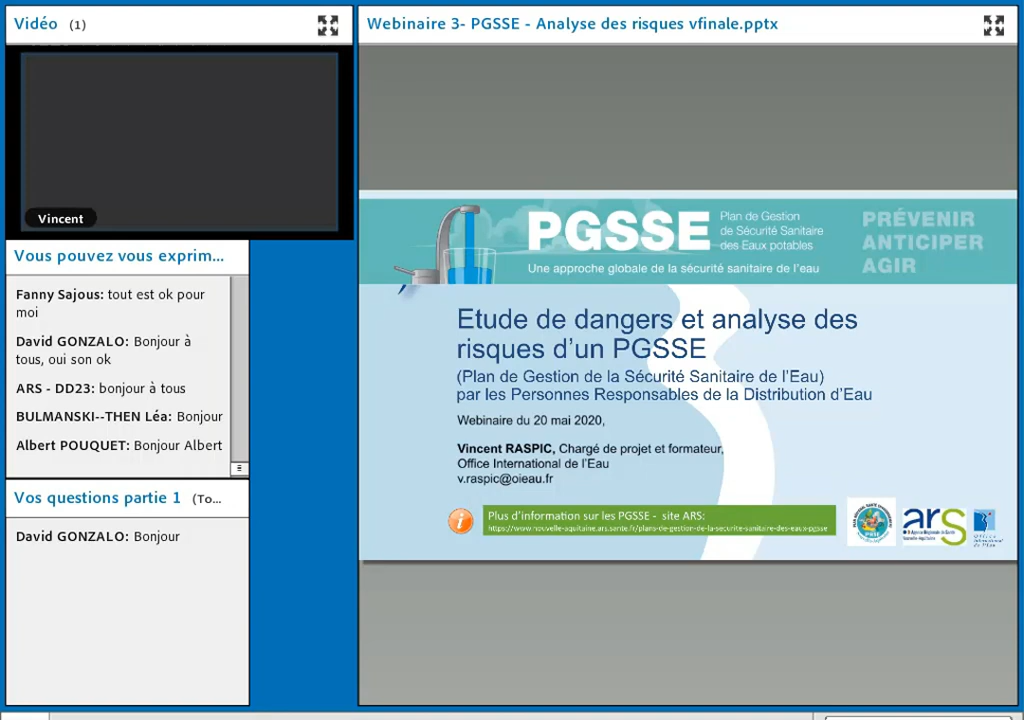 Vidéo (1)
Vincent
Vous pouvez vous exprim...
Fanny Sajous: tout est ok pour
moi
David GONZALO: Bonjour à
tous, oui son ok
ARS - DD23: bonjour à tous
BULMANSKI--THEN Léa: Bonjour
Albert POUQUET: Bonjour Albert
Vos questions partie 1 (To...
David GONZALO: Bonjour
Webinaire 3- PGSSE - Analyse des risques vfinale.pptx
PGSSE
Plan de Gestion
de Sécurité Sanitaire
des Eaux potables
Une approche globale de la sécurité sanitaire de l'eau
PRÉVENIR
ANTICIPER
AGIR
Etude de dangers et analyse des
risques d'un PGSSE
(Plan de Gestion de la Sécurité Sanitaire de l'Eau)
par les Personnes Responsables de la Distribution d'Eau
Webinaire du 20 mai 2020,
Vincent RASPIC, Chargé de projet et formateur,
Office International de l'Eau
v.raspic@oieau.fr
i
Plus d'information sur les PGSSE - site ARS:
https://www.nouvelle-aquitaine.ars.sante.fr/plans-de-gestion-de-la-securite-sanitaire-des-eaux-pgsse
ars
Office
International
de l'Eau